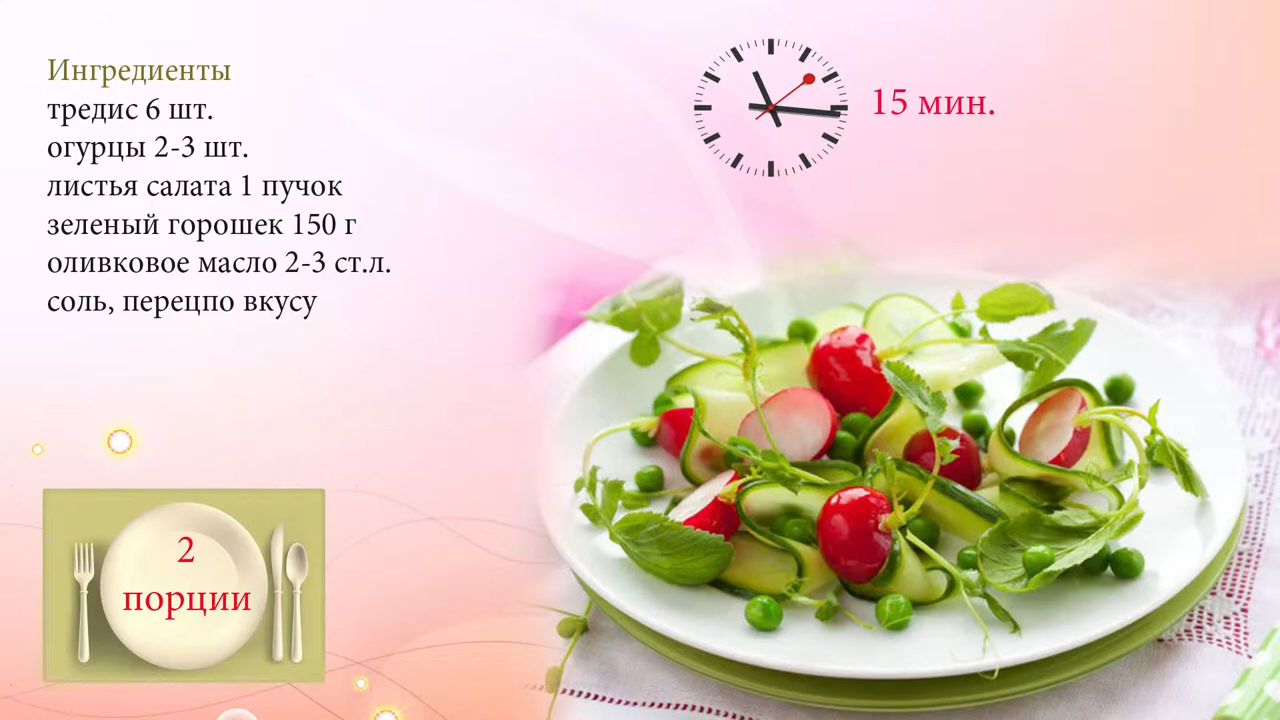 Ингредиенты
тредис 6 шт.
огурцы 2-3 шт.
листья салата 1 пучок
зеленый горошек 150 г
оливковое масло 2-3 ст.л.
соль, перецпо вкусу
15 мин.
2
порции